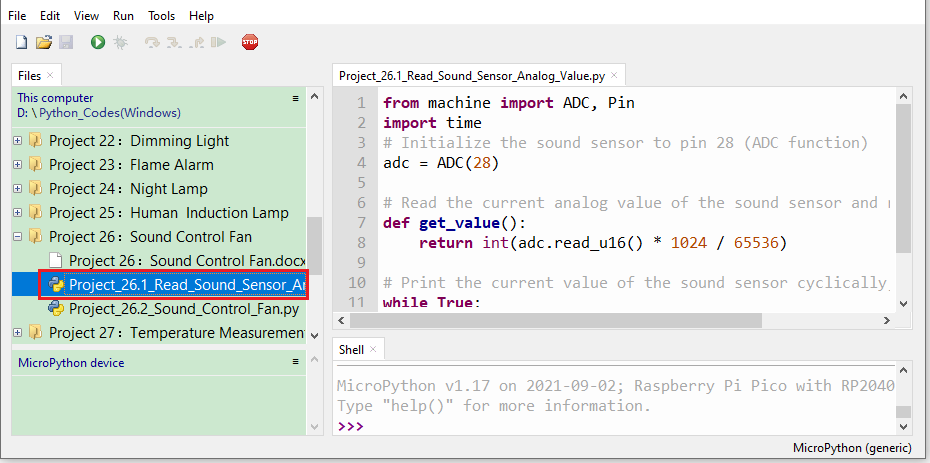 File Edit View Run Tools Help
STOP
Files
This computer
D: \Python_Codes(Windows)
Project 22：Dimming Light
Project 23：Flame Alarm
Project 24：Night Lamp
Project 25：Human Induction Lamp
Project 26：Sound Control Fan
Project 26：Sound Control Fan.docx
Project_26.1_Read_Sound_Sensor_A
Project_26.2_Sound_Control_Fan.py
Project 27：Temperature Measuremen
MicroPython device
Project_26.1_Read_Sound_Sensor_Analog_Value.py
1 from machine import ADC, Pin
2 import time
3 # Initialize the sound sensor to pin 28 (ADC function)
4 adc = ADC(28)
5
6 # Read the current analog value of the sound sensor and
7 def get_value():
8     return int(adc.read_u16() * 1024 / 65536)
9
10 # Print the current value of the sound sensor cyclically,
11 while True:
Shell
MicroPython v1.17 on 2021-09-02; Raspberry Pi Pico with RP2040
Type "help()" for more information.
>>>
MicroPython (generic)